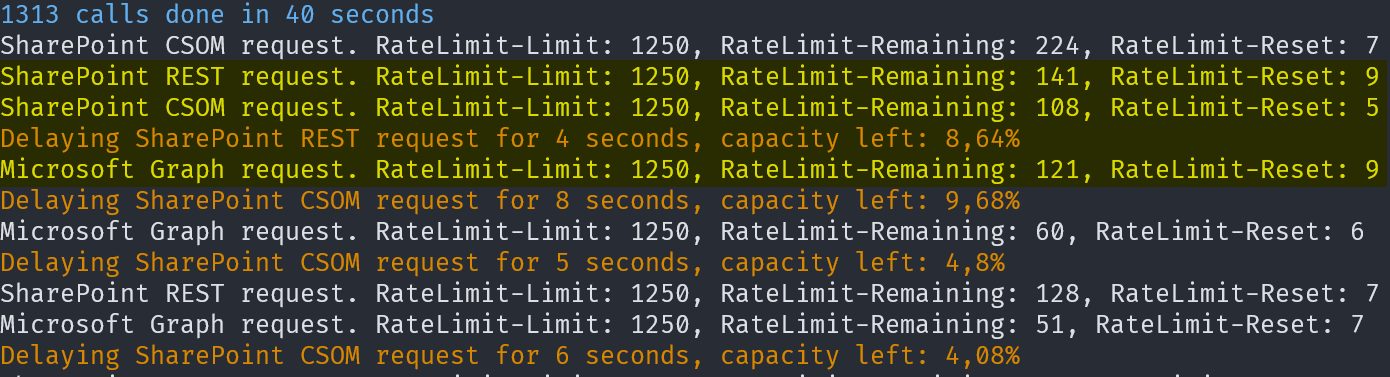 1313 calls done in 40 seconds
SharePoint CSOM request. RateLimit-Limit: 1250, RateLimit-Remaining: 224, RateLimit-Reset: 7
SharePoint REST request. RateLimit-Limit: 1250, RateLimit-Remaining: 141, RateLimit-Reset: 9
SharePoint CSOM request. RateLimit-Limit: 1250, RateLimit-Remaining: 108, RateLimit-Reset: 5
Delaying SharePoint REST request for 4 seconds, capacity left: 8,64%
Microsoft Graph request. RateLimit-Limit: 1250, RateLimit-Remaining: 121, RateLimit-Reset: 9
Delaying SharePoint CSOM request for 8 seconds, capacity left: 9,68%
Microsoft Graph request. RateLimit-Limit: 1250, RateLimit-Remaining: 60, RateLimit-Reset: 6
Delaying SharePoint CSOM request for 5 seconds, capacity left: 4,8%
SharePoint REST request. RateLimit-Limit: 1250, RateLimit-Remaining: 128, RateLimit-Reset: 7
Microsoft Graph request. RateLimit-Limit: 1250, RateLimit-Remaining: 51, RateLimit-Reset: 7
Delaying SharePoint CSOM request for 6 seconds, capacity left: 4,08%